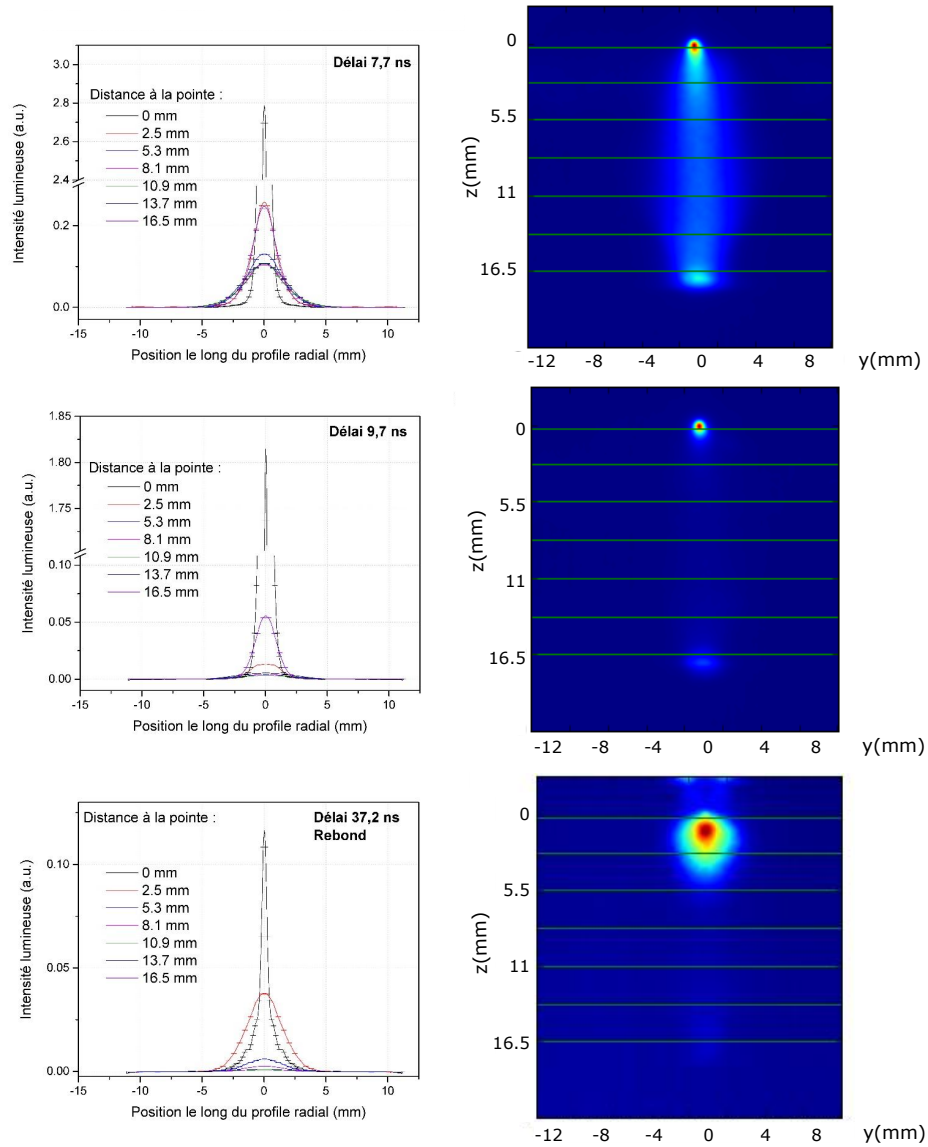 Délai 7,7 ns
Distance à la pointe :
0 mm
2.5 mm
5.3 mm
8.1 mm
10.9 mm
13.7 mm
16.5 mm
Intensité lumineuse (a.u.)
3.0
2.8
2.6
2.4
0.2
0.0
-15 -10 -5 0 5 10
Position le long du profile radial (mm)
z(mm)
0
5.5
11
16.5
-12 -8 -4 0 4 8 y(mm)
Délai 9,7 ns
Distance à la pointe :
0 mm
2.5 mm
5.3 mm
8.1 mm
10.9 mm
13.7 mm
16.5 mm
Intensité lumineuse (a.u.)
1.85
1.80
1.75
0.10
0.05
0.00
-15 -10 -5 0 5 10
Position le long du profile radial (mm)
z(mm)
0
5.5
11
16.5
-12 -8 -4 0 4 8 y(mm)
Distance à la pointe :
Délai 37,2 ns
Rebond
0 mm
2.5 mm
5.3 mm
8.1 mm
10.9 mm
13.7 mm
16.5 mm
Intensité lumineuse (a.u.)
0.10
0.05
0.00
-15 -10 -5 0 5 10
Position le long du profile radial (mm)
z(mm)
0
5.5
11
16.5
-12 -8 -4 0 4 8 y(mm)